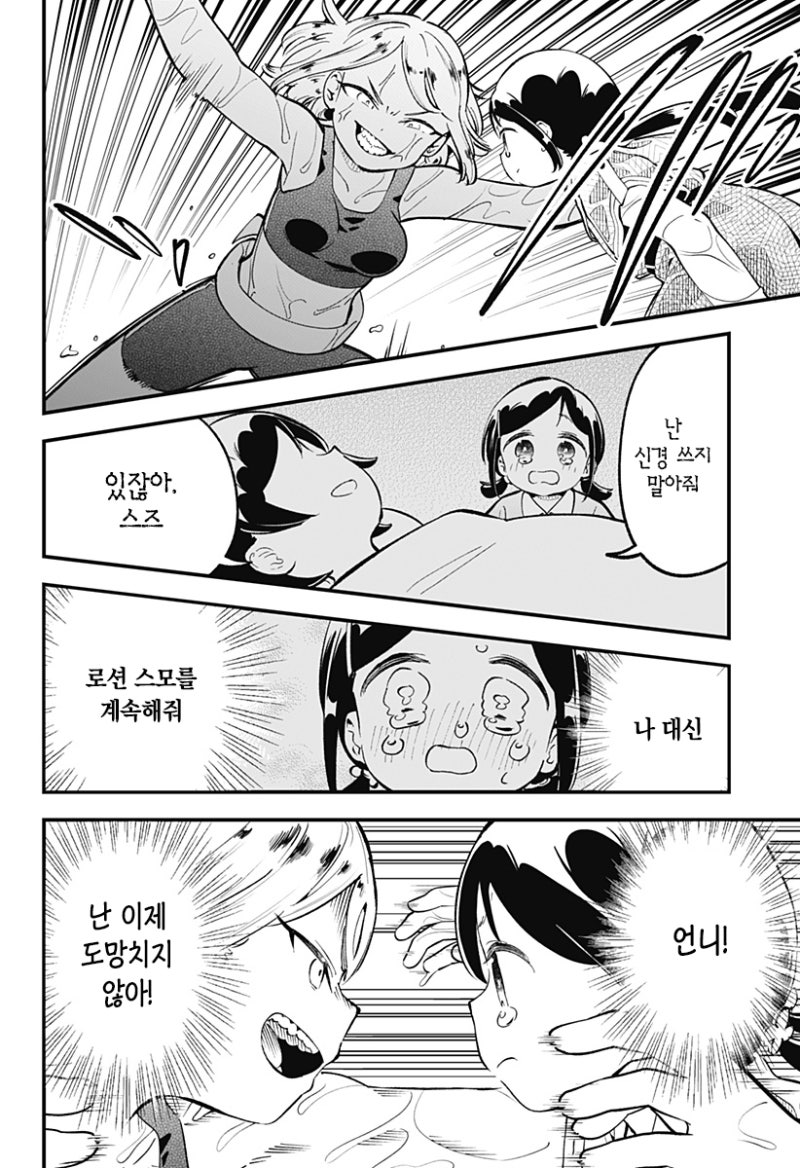 난
신경 쓰지
말아줘
있잖아,
스즈
나 대신
로션 스모를
계속해줘
언니!
난 이제
도망치지
않아!